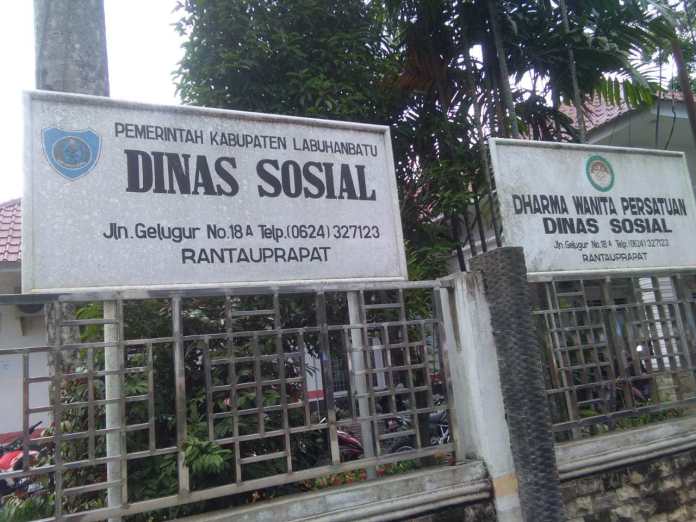 PEMERINTAH KABUPATEN LABUHANBATU
DINAS SOSIAL
Jln. Gelugur No. 18 A Telp. (0624) 327123
RANTAUPRAPAT
DHARMA WANITA PERSATUAN
DINAS SOSIAL
Jln. Gelugur No. 18 A Telp. (0624) 327123
RANTAUPRAPAT